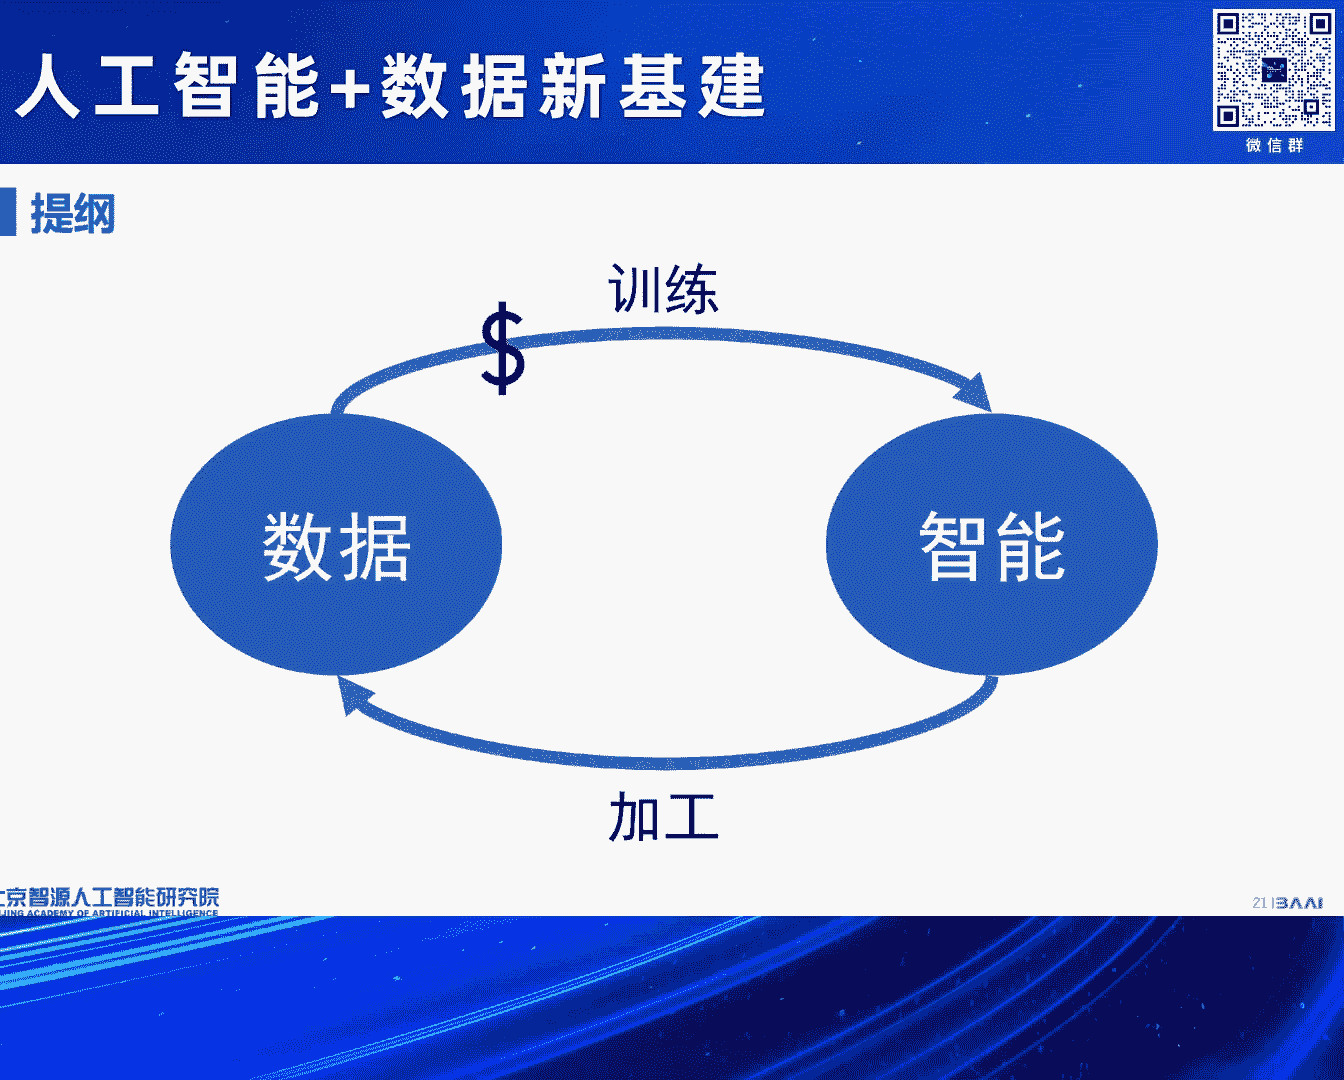 人工智能+数据新基建
微信群
提纲
训练
$
数据
智能
加工
京智源人工智能研究院
JING ACADEMY OF ARTIFICIAL INTELLIGENCE
21 | BAAI